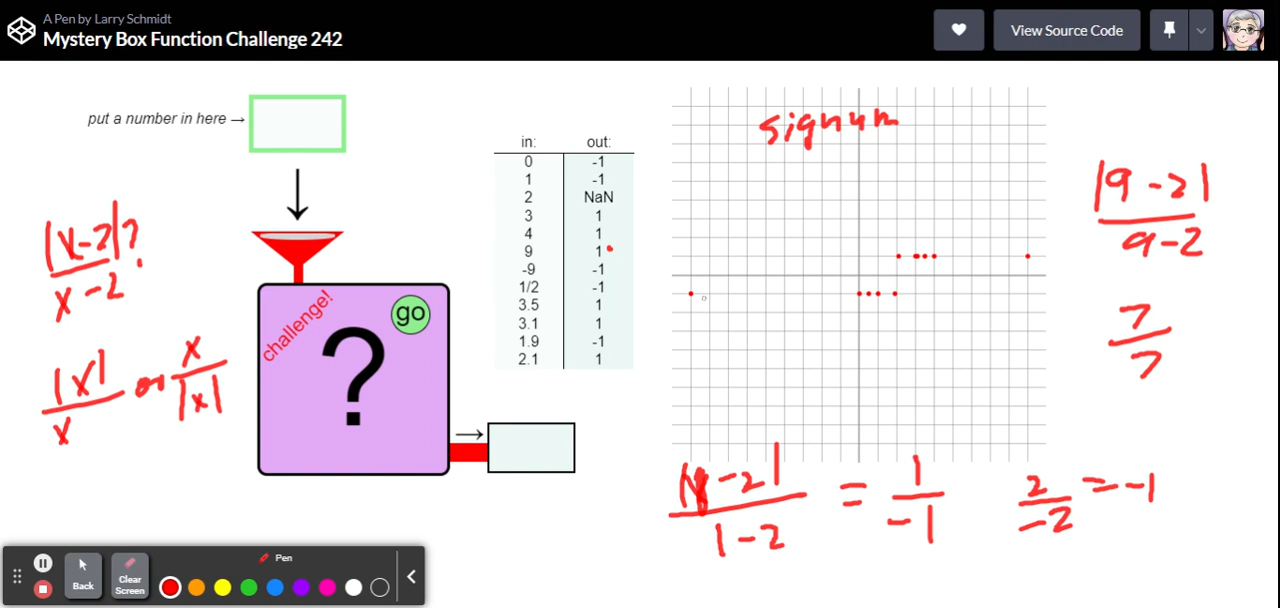 A Pen by Larry Schmidt
Mystery Box Function Challenge 242
View Source Code
put a number in here →
in: out:
0 -1
1 -1
2 NaN
3 1
4 1
9 1
-9 -1
1/2 -1
3.5 1
3.1 1
1.9 -1
2.1 1
challenge!
go
?
→
signum
|x-2| ?
x-2
|x| or x
x |x|
|9-2|
9-2
7
7
|1-2| = 1
1-2 -1
2 = -1
-2
Pen
Back
Clear
Screen